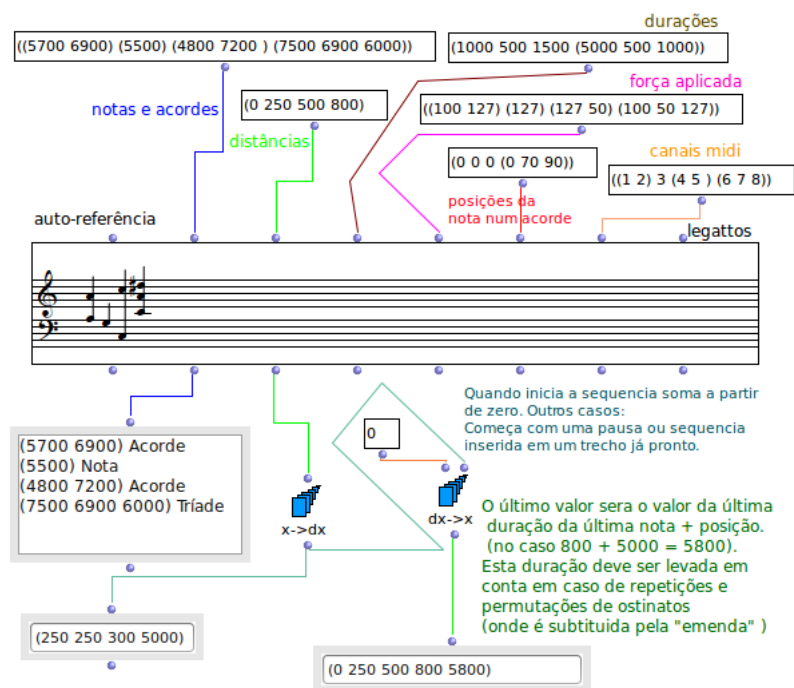 durações
((5700 6900) (5500) (4800 7200 ) (7500 6900 6000))
(1000 500 1500 (5000 500 1000))
força aplicada
notas e acordes
(0 250 500 800)
((100 127) (127) (127 50) (100 50 127))
distâncias
canais midi
(0 0 0 (0 70 90))
((1 2) 3 (4 5 ) (6 7 8))
posições da
nota num acorde
auto-referência
legattos
Quando inicia a sequencia soma a partir
de zero. Outros casos:
Começa com uma pausa ou sequencia
inserida em um trecho já pronto.
0
(5700 6900) Acorde
(5500) Nota
(4800 7200) Acorde
(7500 6900 6000) Tríade
x->dx
dx->x
O último valor sera o valor da última
duração da última nota + posição.
(no caso 800 + 5000 = 5800).
Esta duração deve ser levada em
conta em caso de repetições e
permutações de ostinatos
(onde é subtituida pela "emenda" )
(250 250 300 5000)
(0 250 500 800 5800)